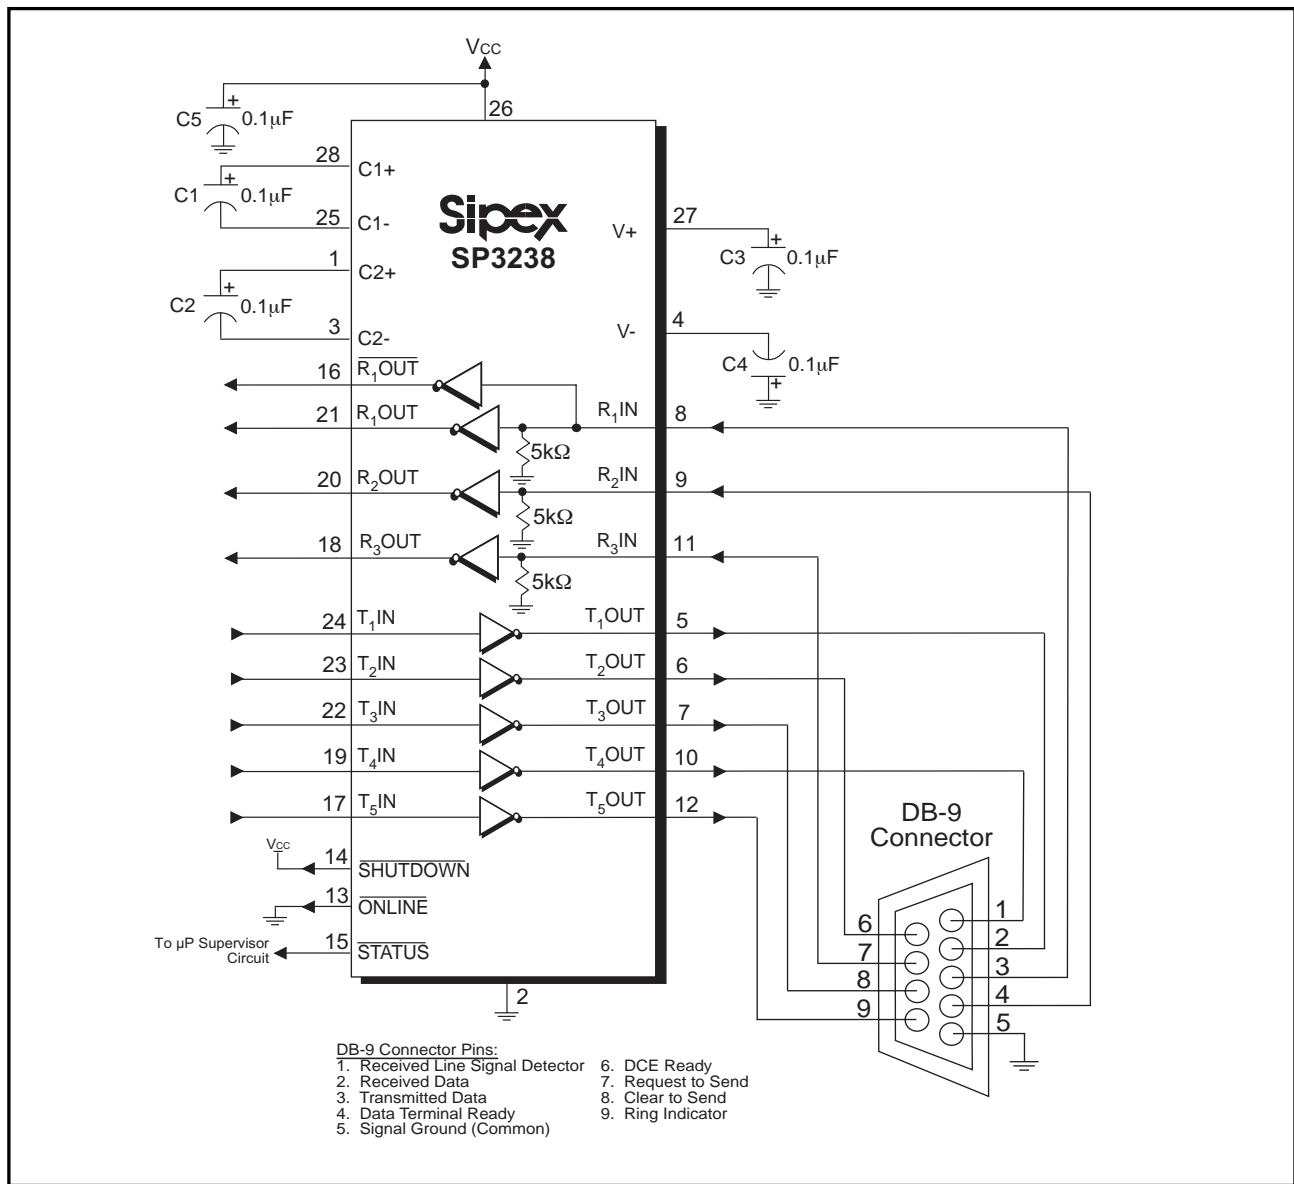 VCC
26
C5
+
0.1µF
28
C1+
C1
+
0.1µF
25
C1-
Sipex
SP3238
1
C2+
C2
+
0.1µF
3
C2-
V+
27
C3
+
0.1µF
V-
4
C4
0.1µF
+
16
R1OUT
21
R1OUT
R1IN
8
5kΩ
20
R2OUT
R2IN
9
5kΩ
18
R3OUT
R3IN
11
5kΩ
24
T1IN
T1OUT
5
23
T2IN
T2OUT
6
22
T3IN
T3OUT
7
19
T4IN
T4OUT
10
17
T5IN
T5OUT
12
VCC
14
SHUTDOWN
13
ONLINE
To µP Supervisor
Circuit
15
STATUS
2
DB-9
Connector
6
7
8
9
1
2
3
4
5
DB-9 Connector Pins:
1. Received Line Signal Detector
2. Received Data
3. Transmitted Data
4. Data Terminal Ready
5. Signal Ground (Common)
6. DCE Ready
7. Request to Send
8. Clear to Send
9. Ring Indicator